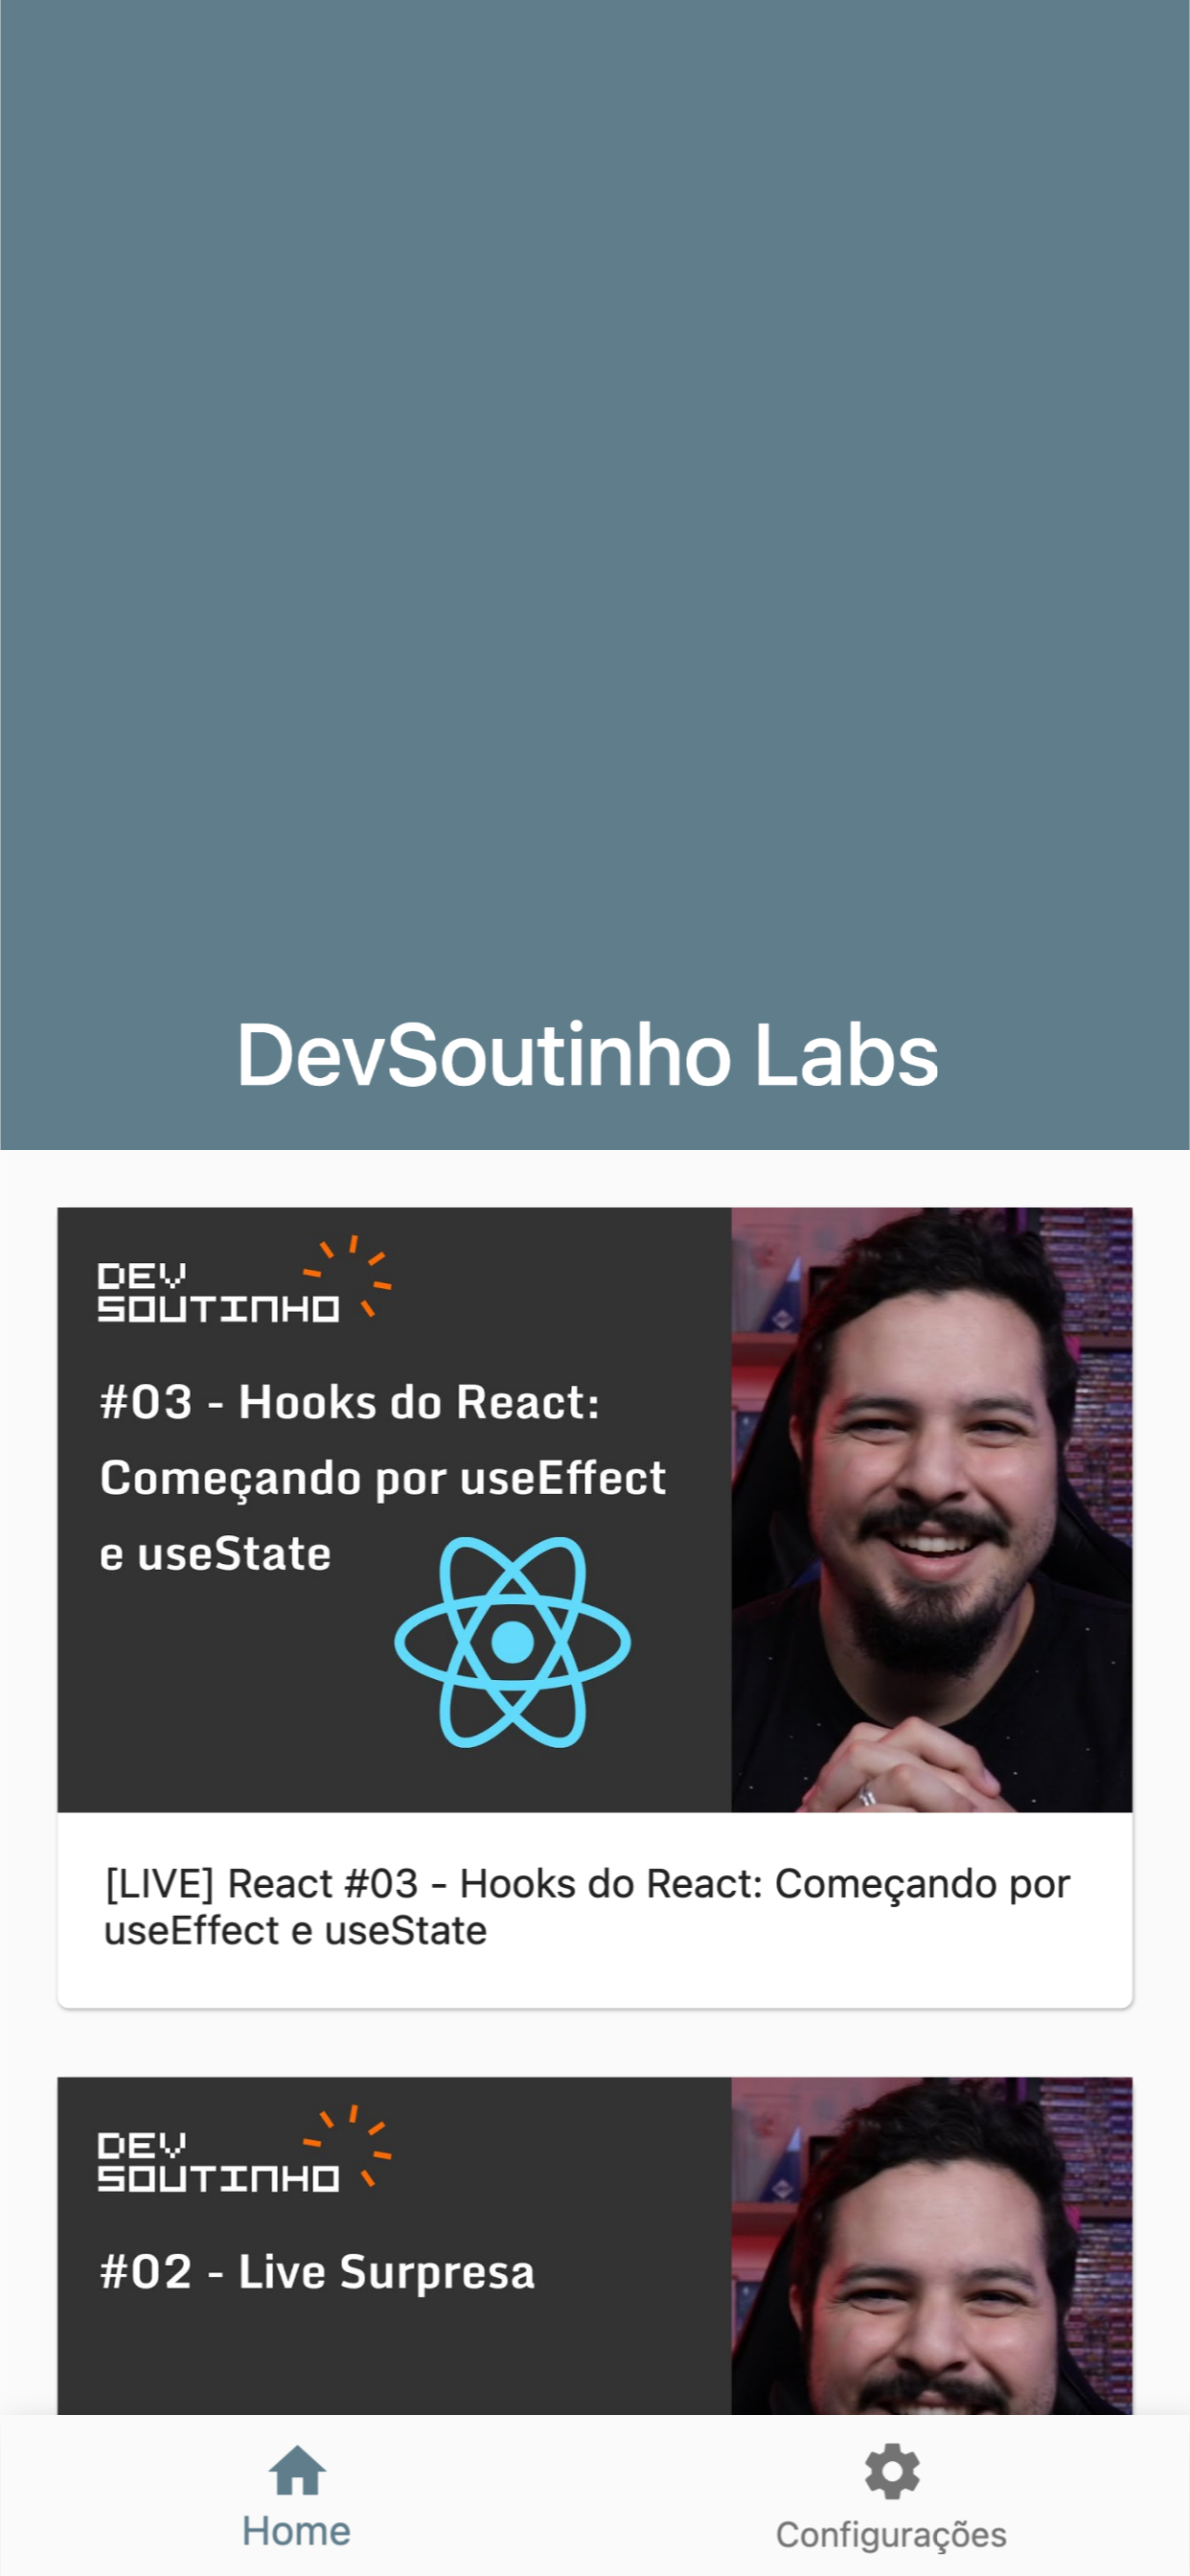 DevSoutinho Labs
DEV
SOUTINHO
#03 - Hooks do React:
Começando por useEffect
e useState
[LIVE] React #03 - Hooks do React: Começando por
useEffect e useState
DEV
SOUTINHO
#02 - Live Surpresa
Home
Configurações